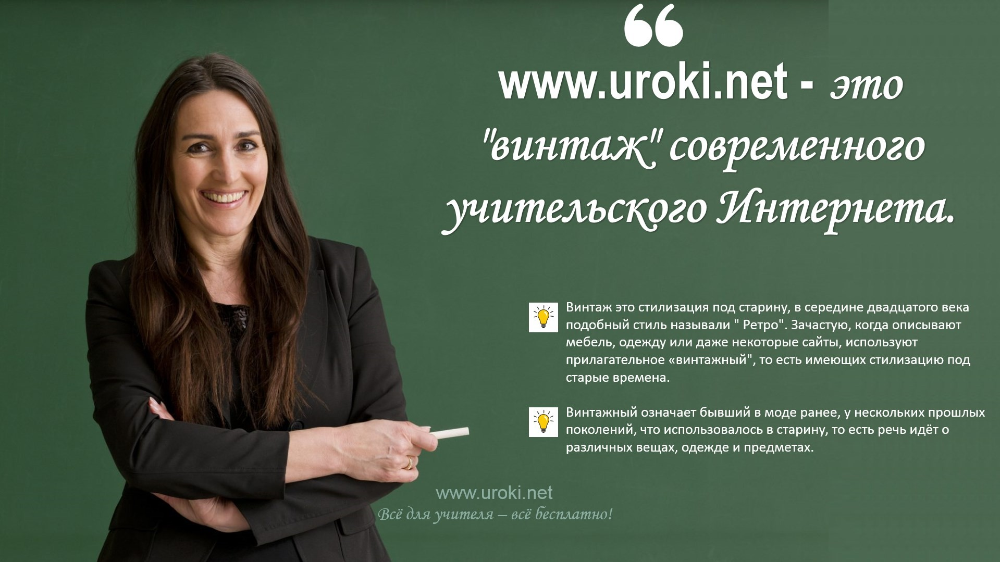 “
www.uroki.net - это
"винтаж" современного
учительского Интернета.
Винтаж это стилизация под старину, в середине двадцатого века
подобный стиль называли " Ретро". Зачастую, когда описывают
мебель, одежду или даже некоторые сайты, используют
прилагательное «винтажный", то есть имеющих стилизацию под
старые времена.
Винтажный означает бывший в моде ранее, у нескольких прошлых
поколений, что использовалось в старину, то есть речь идёт о
различных вещах, одежде и предметах.
www.uroki.net
Всё для учителя – всё бесплатно!